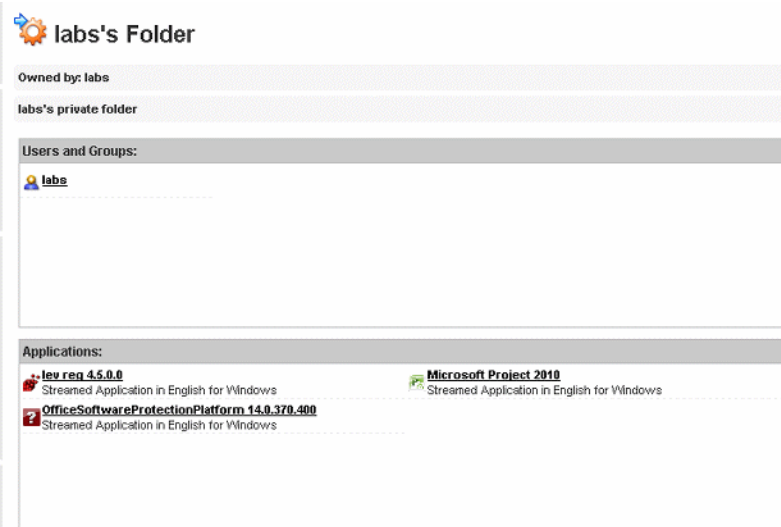 labs's Folder
Owned by: labs
labs's private folder
Users and Groups:
labs
Applications:
lev reg 4.5.0.0
Streamed Application in English for Windows
Microsoft Project 2010
Streamed Application in English for Windows
OfficeSoftwareProtectionPlatform 14.0.370.400
Streamed Application in English for Windows